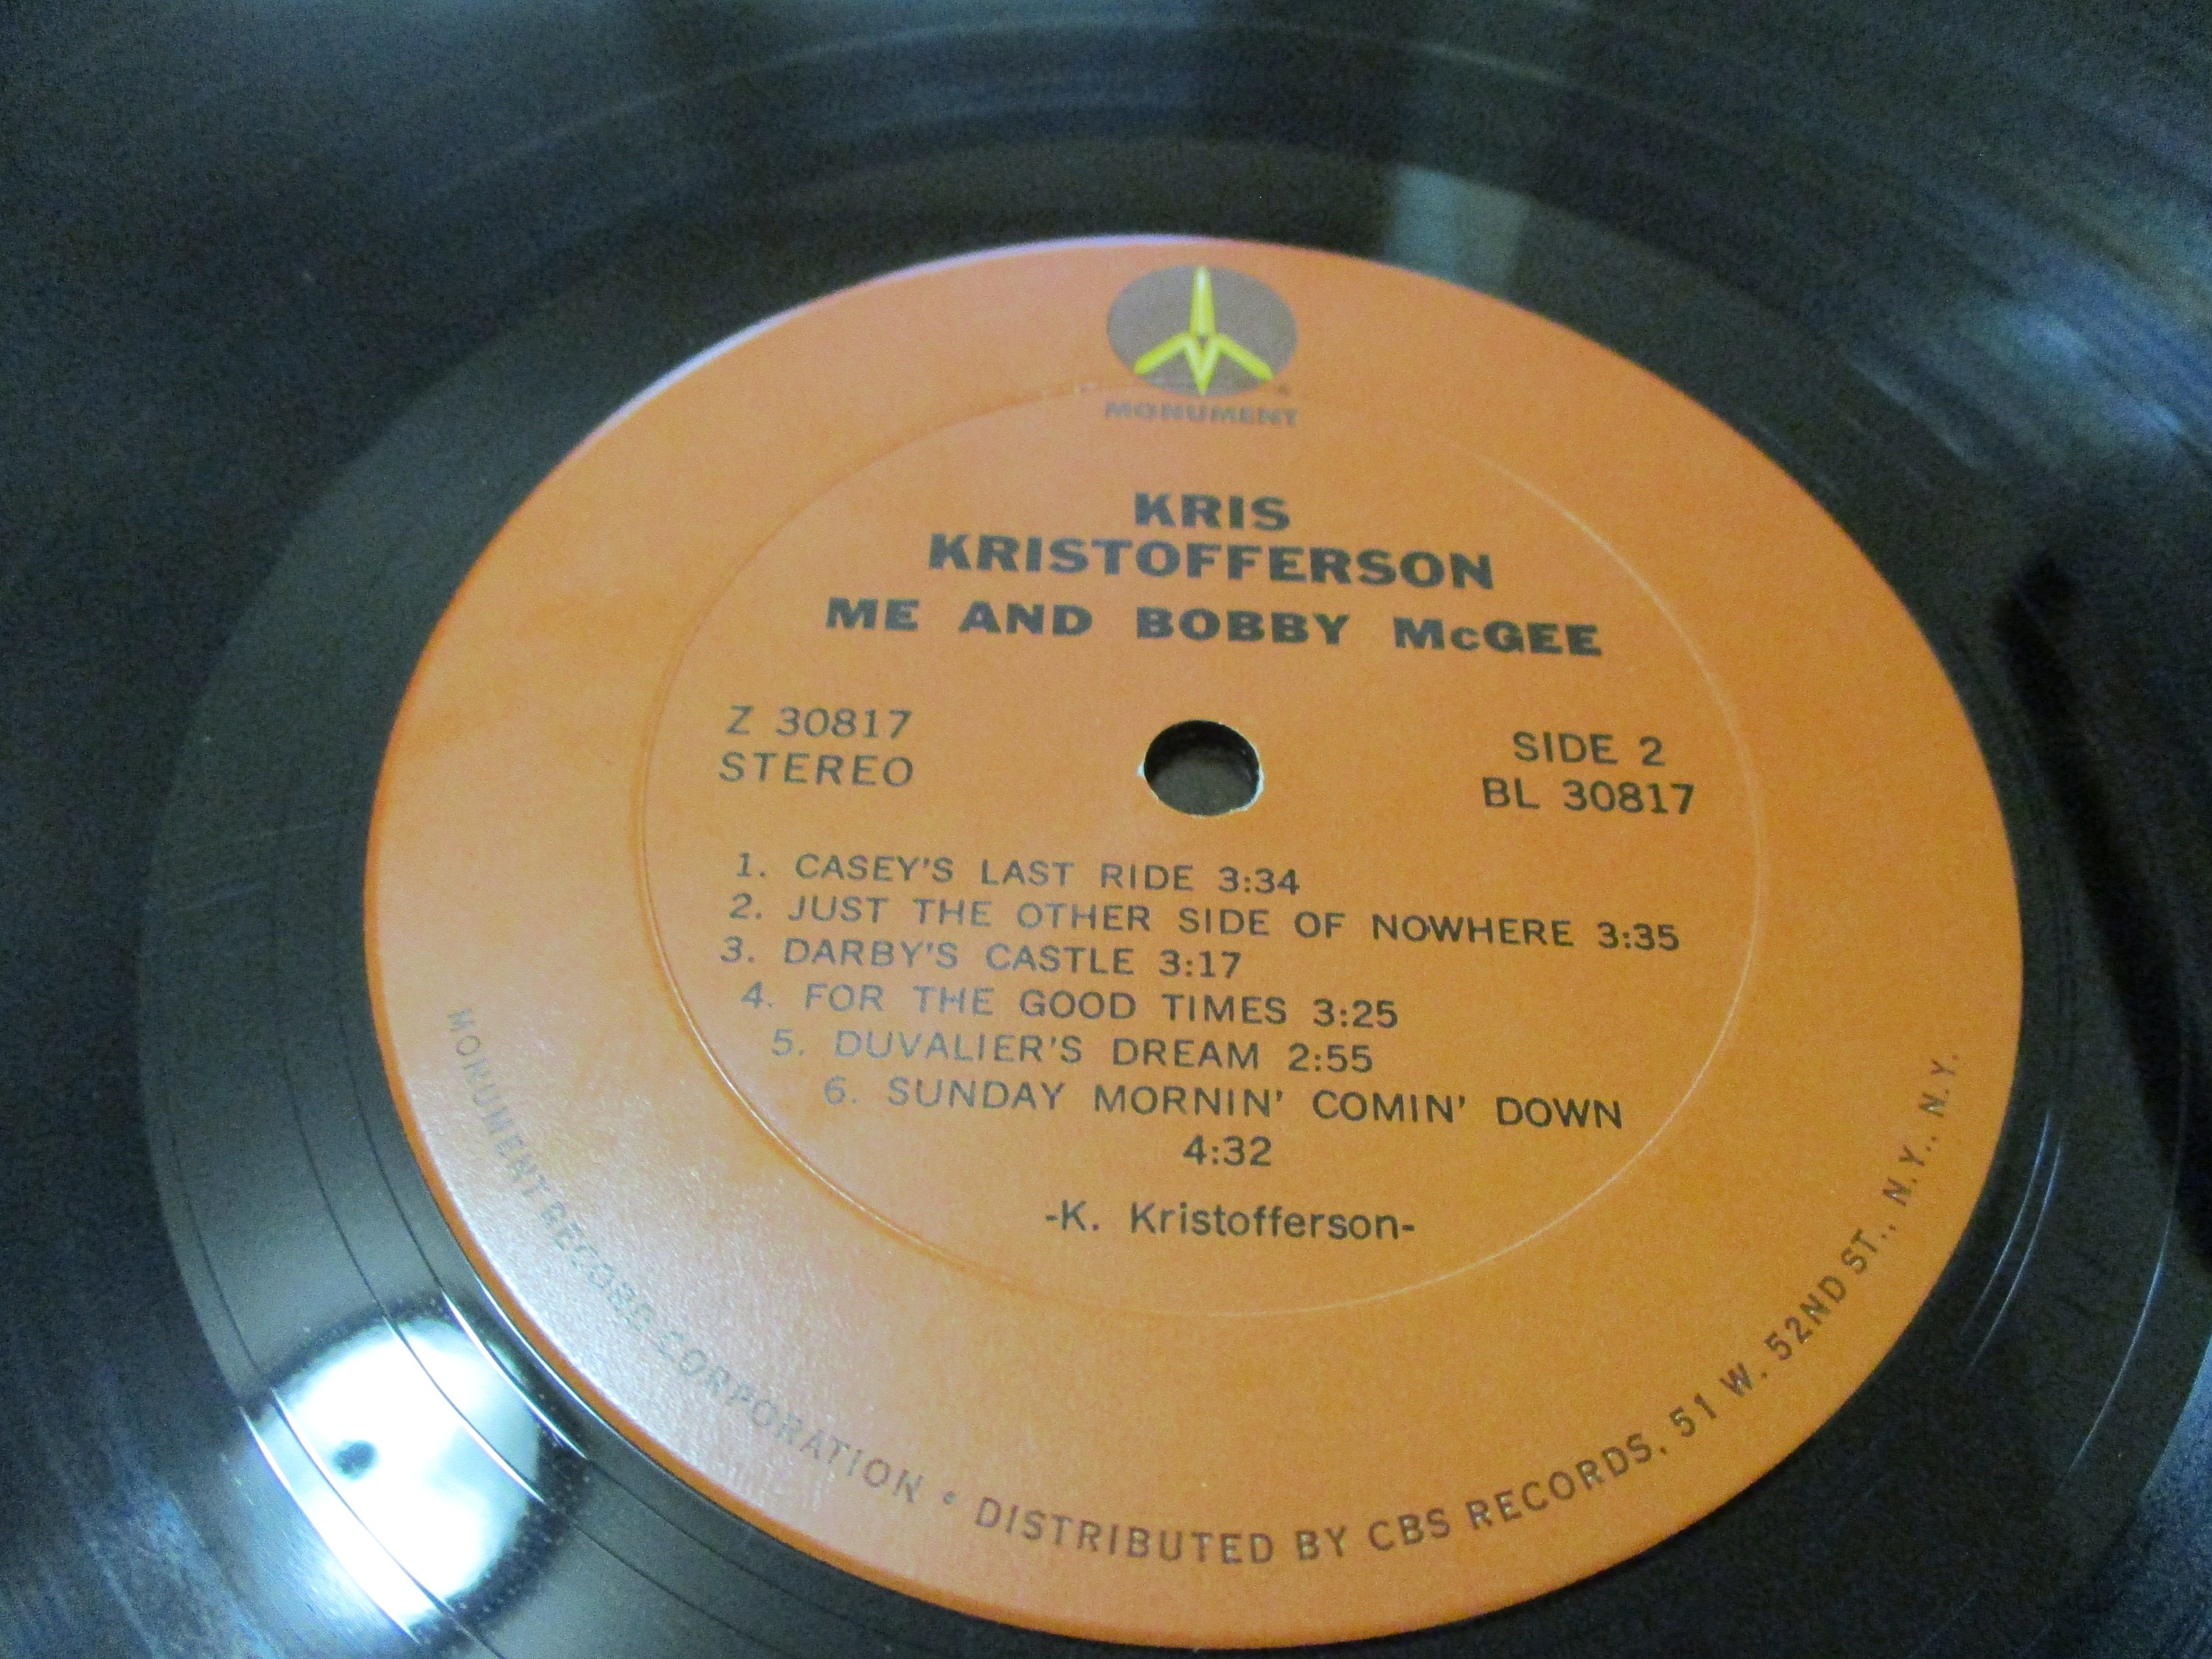 MONUMENT
KRIS
KRISTOFFERSON
ME AND BOBBY McGEE
Z 30817
STEREO
SIDE 2
BL 30817
1. CASEY'S LAST RIDE 3:34
2. JUST THE OTHER SIDE OF NOWHERE 3:35
3. DARBY'S CASTLE 3:17
4. FOR THE GOOD TIMES 3:25
5. DUVALIER'S DREAM 2:55
6. SUNDAY MORNIN' COMIN' DOWN
4:32
-K. Kristofferson-
MONUMENT RECORD CORPORATION • DISTRIBUTED BY CBS RECORDS, 51 W. 52ND ST., N.Y., N.Y.